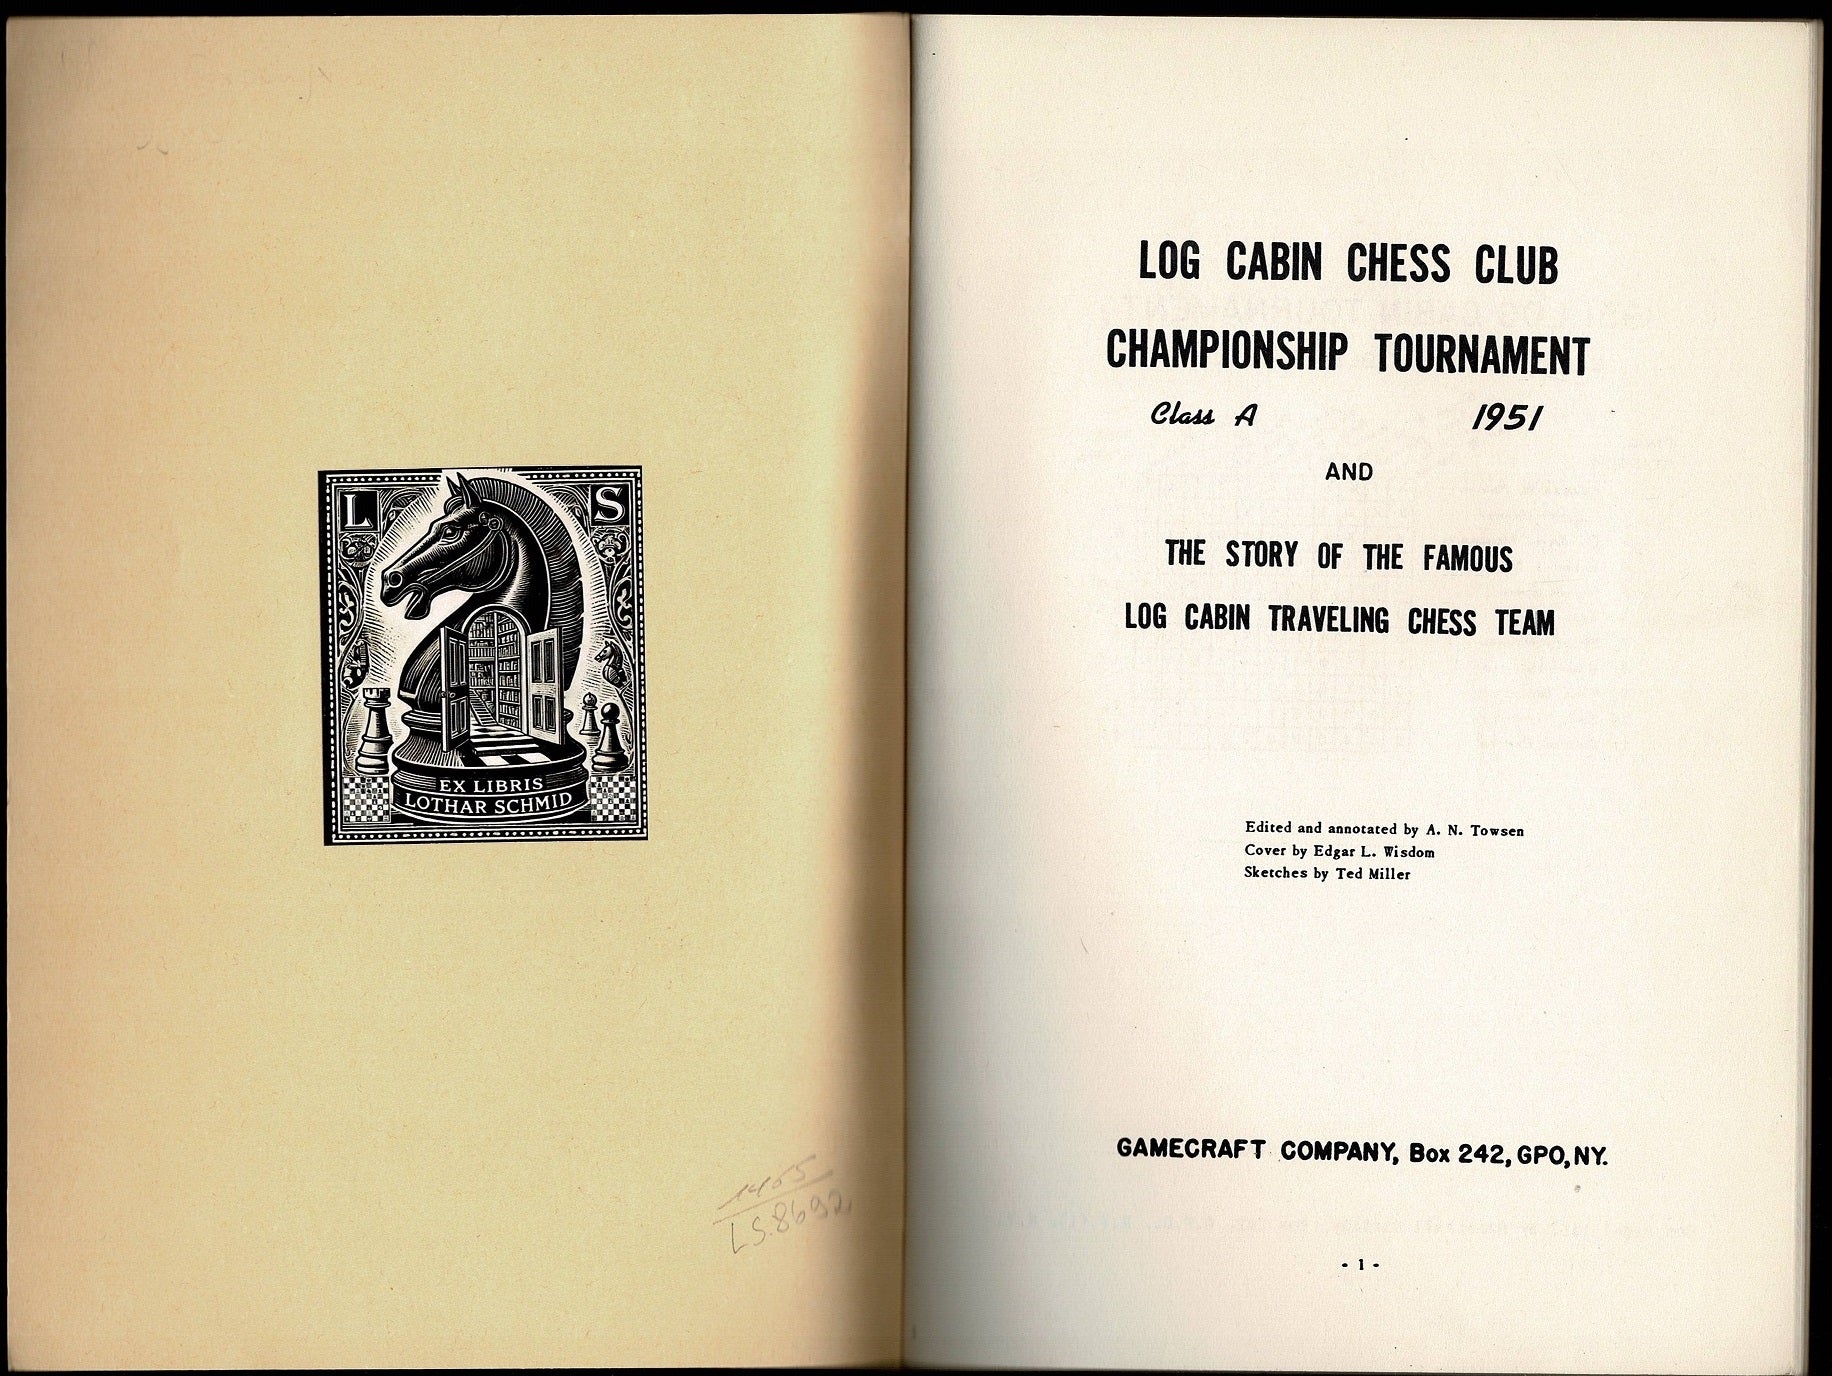 L S
EX LIBRIS
LOTHAR SCHMID
1465
LS.8692
LOG CABIN CHESS CLUB
CHAMPIONSHIP TOURNAMENT
Class A 1951
AND
THE STORY OF THE FAMOUS
LOG CABIN TRAVELING CHESS TEAM
Edited and annotated by A. N. Towsen
Cover by Edgar L. Wisdom
Sketches by Ted Miller
GAMECRAFT COMPANY, Box 242, GPO, NY.
- 1 -